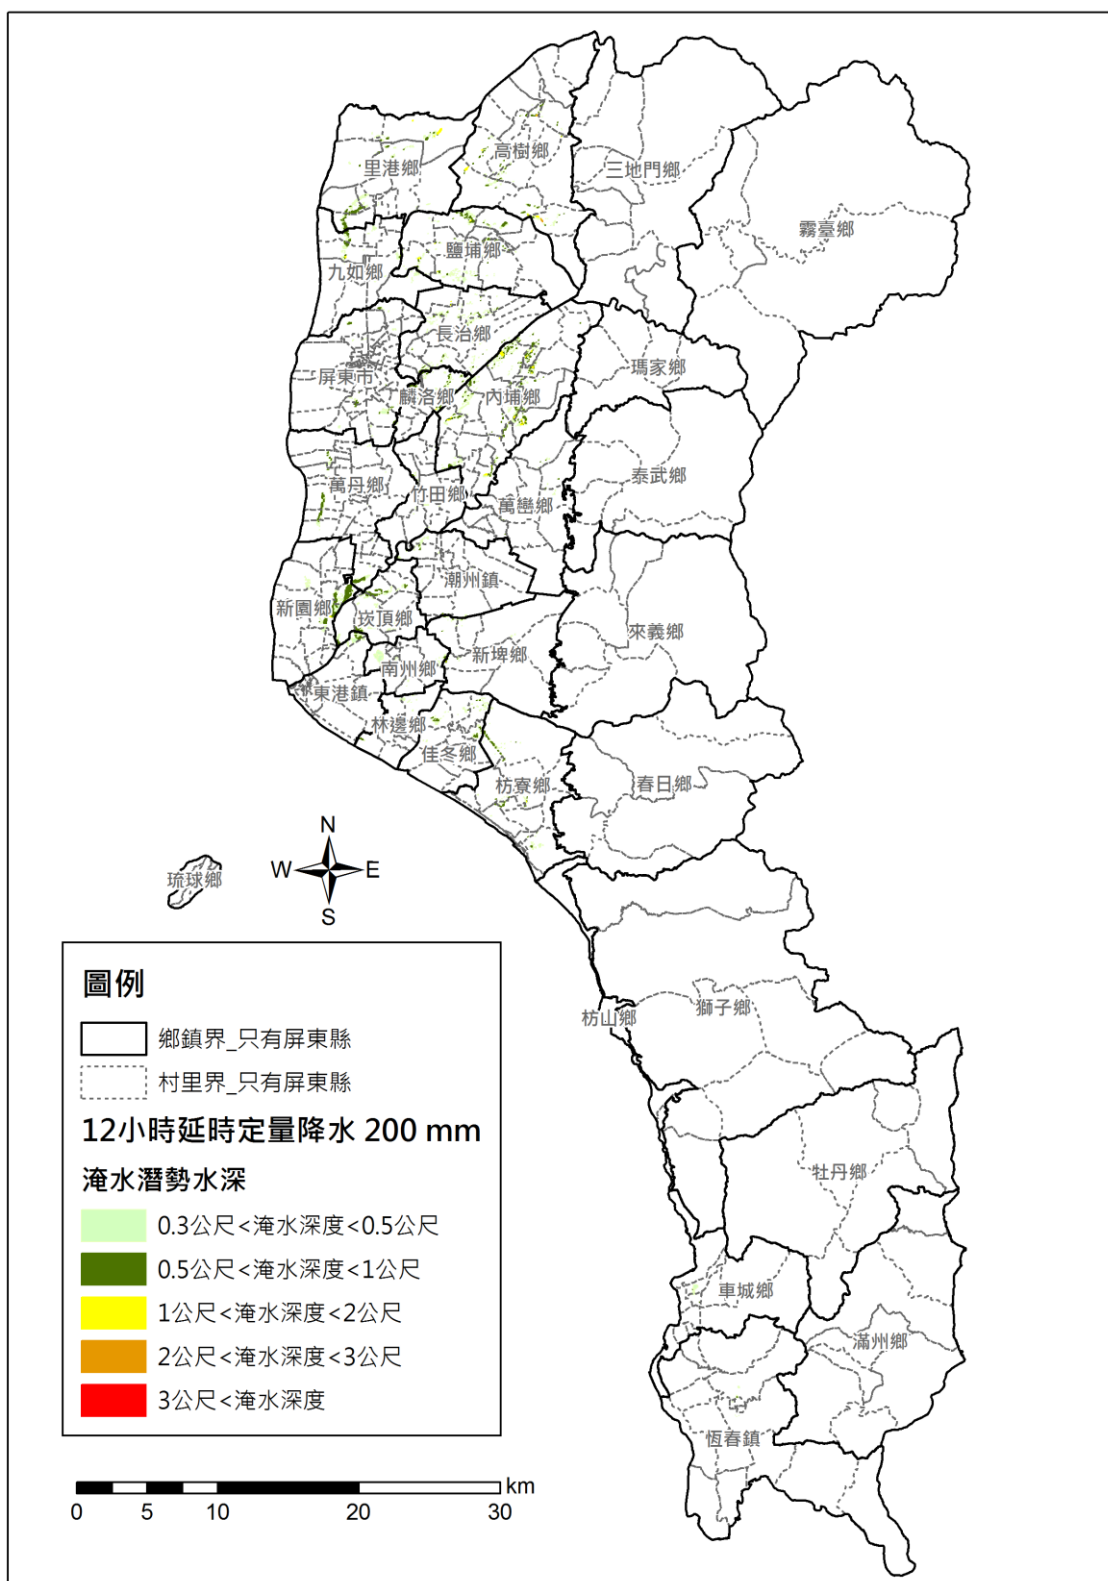 高樹鄉
里港鄉
三地門鄉
霧臺鄉
鹽埔鄉
九如鄉
長治鄉
瑪家鄉
屏東市
麟洛鄉
內埔鄉
泰武鄉
萬丹鄉
竹田鄉
萬巒鄉
潮州鎮
新園鄉
崁頂鄉
來義鄉
新埤鄉
南州鄉
東港鎮
林邊鄉
佳冬鄉
枋寮鄉
春日鄉
N
W
E
S
琉球鄉
獅子鄉
枋山鄉
牡丹鄉
車城鄉
滿州鄉
恆春鎮
圖例
鄉鎮界_只有屏東縣
村里界_只有屏東縣
12小時延時定量降水 200 mm
淹水潛勢水深
0.3公尺<淹水深度<0.5公尺
0.5公尺<淹水深度<1公尺
1公尺<淹水深度<2公尺
2公尺<淹水深度<3公尺
3公尺<淹水深度
km
0 5 10 20 30